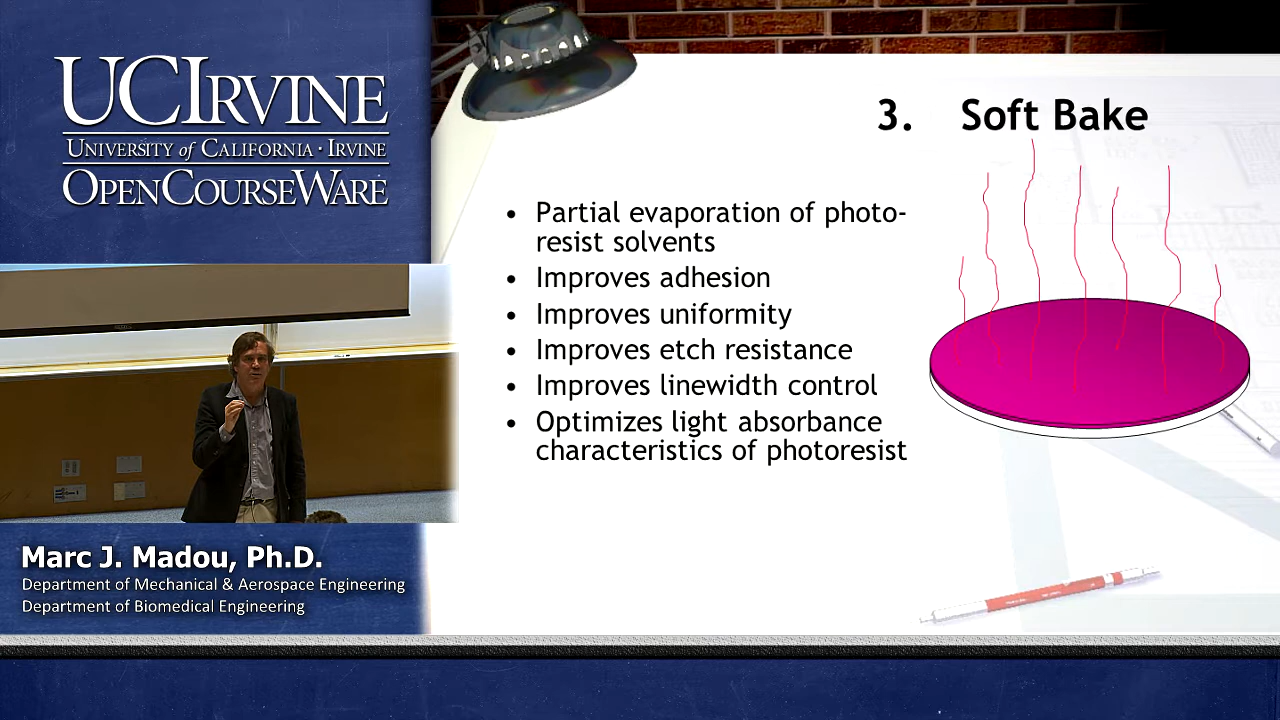 UCIRVINE
UNIVERSITY of CALIFORNIA · IRVINE
OPENCOURSEWARE
Marc J. Madou, Ph.D.
Department of Mechanical & Aerospace Engineering
Department of Biomedical Engineering
3. Soft Bake
• Partial evaporation of photo-
resist solvents
• Improves adhesion
• Improves uniformity
• Improves etch resistance
• Improves linewidth control
• Optimizes light absorbance
characteristics of photoresist